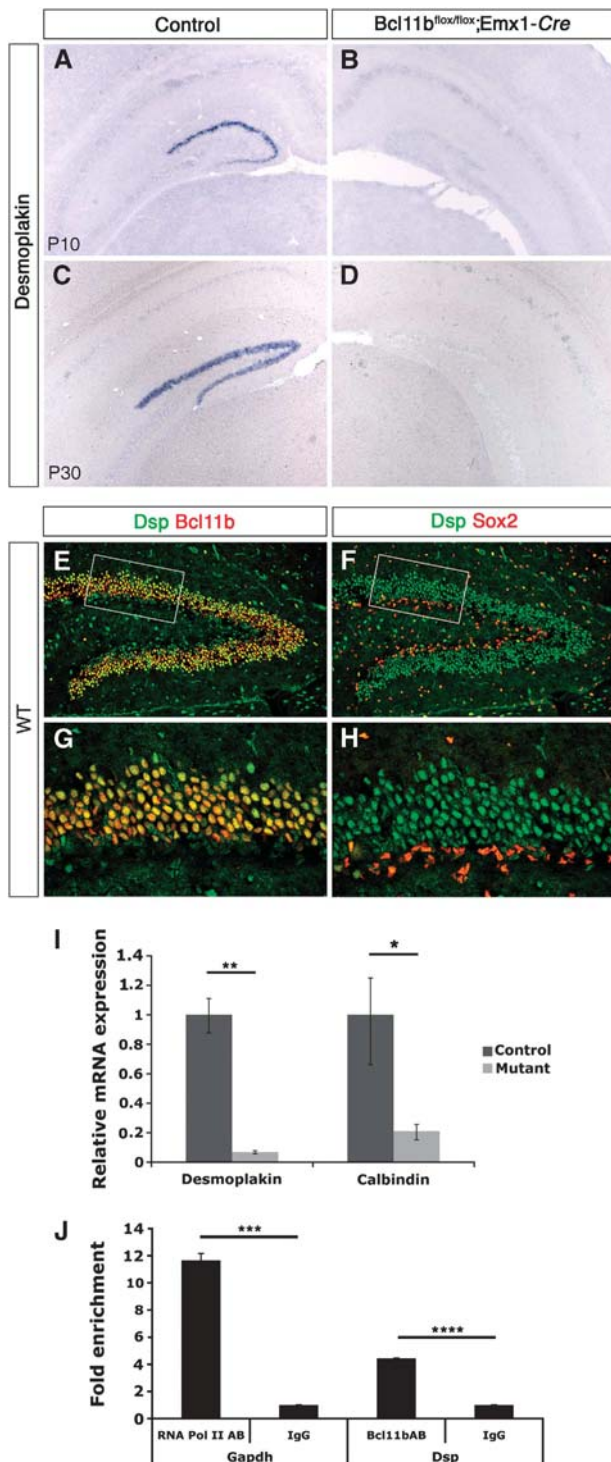 Control
Bcl11b^flox/flox;Emx1-Cre
Desmoplakin
A
B
P10
C
D
P30
Dsp Bcl11b
Dsp Sox2
WT
E
F
G
H
I
Relative mRNA expression
1.4
1.2
1
0.8
0.6
0.4
0.2
0
**
*
Control
Mutant
Desmoplakin
Calbindin
J
Fold enrichment
14
12
10
8
6
4
2
0
***
****
RNA Pol II AB
IgG
Bcl11bAB
IgG
Gapdh
Dsp